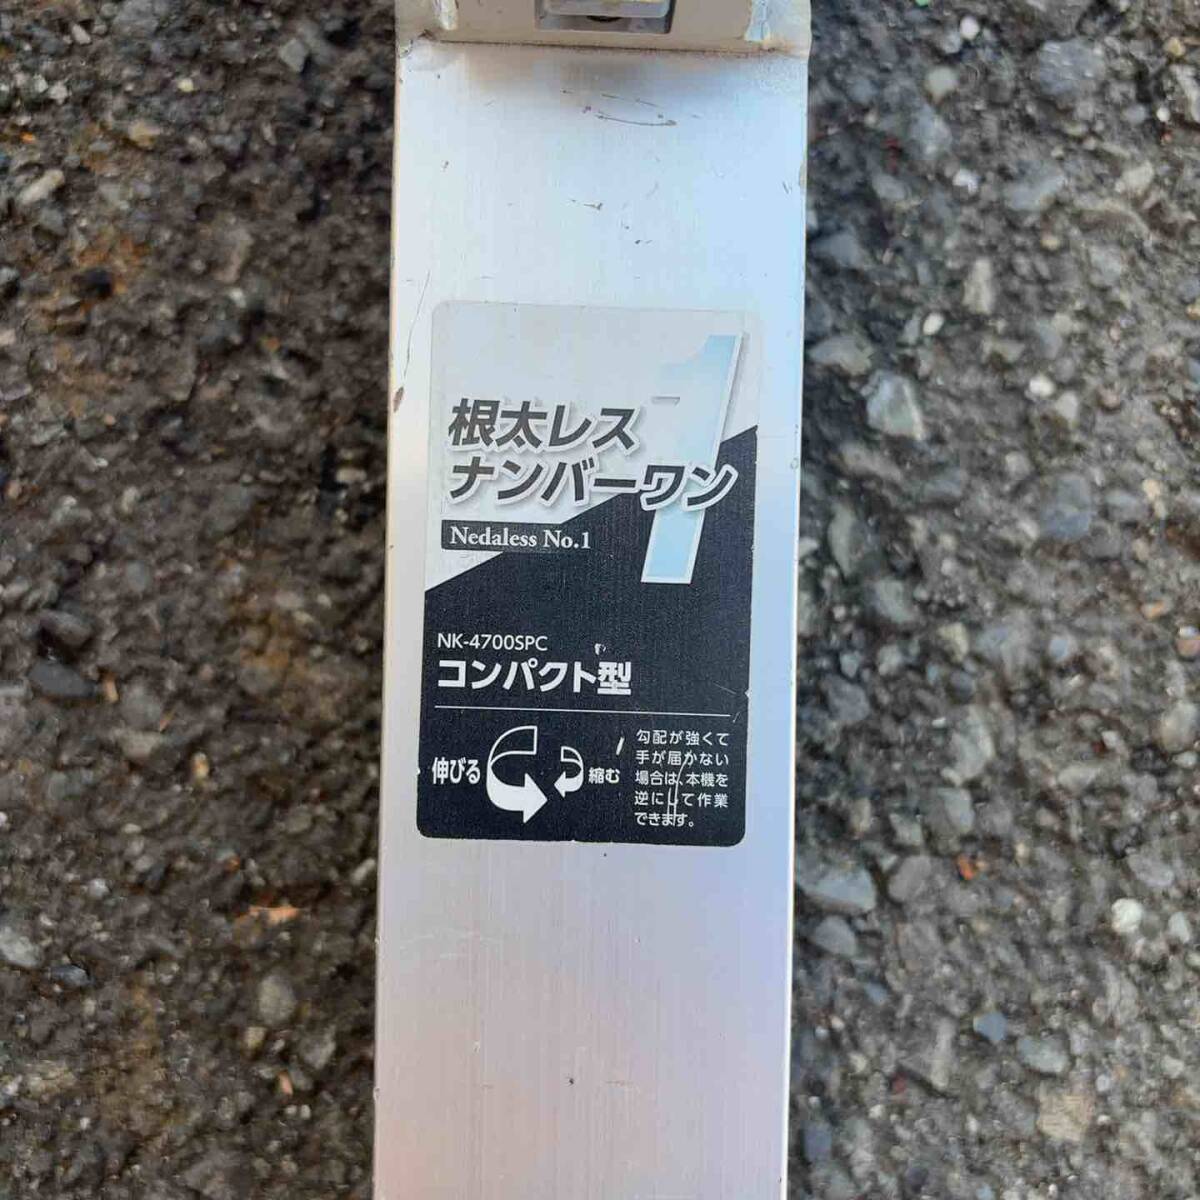 根太レス
ナンバーワン
Nedaless No.1
NK-4700SPC
コンパクト型
伸びる
縮む
勾配が強くて
手が届かない
場合は、本機を
逆にして作業
できます。